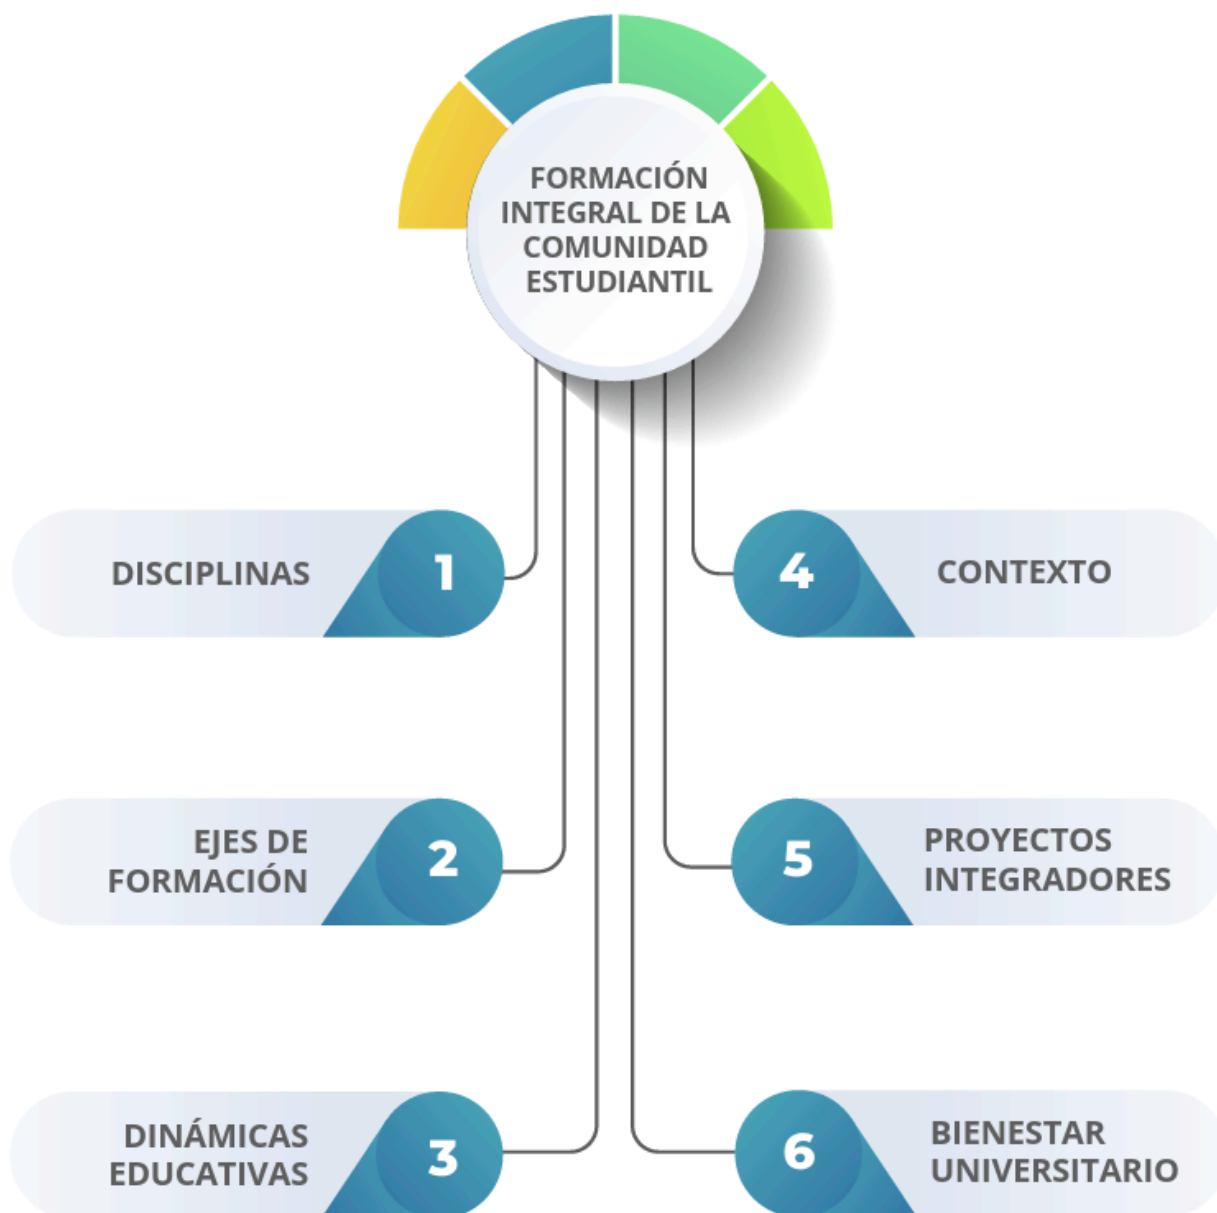 FORMACIÓN
INTEGRAL DE LA
COMUNIDAD
ESTUDIANTIL
1
DISCIPLINAS
2
EJES DE
FORMACIÓN
3
DINÁMICAS
EDUCATIVAS
4
CONTEXTO
5
PROYECTOS
INTEGRADORES
6
BIENESTAR
UNIVERSITARIO